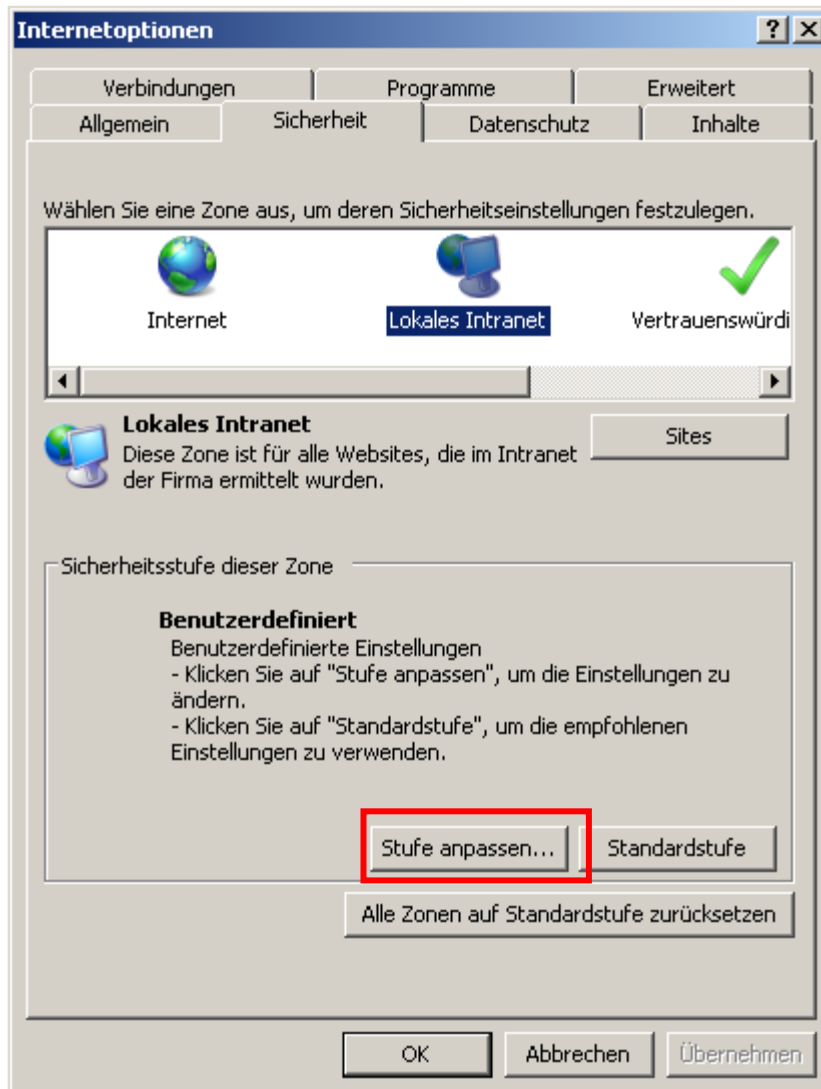 Internetoptionen
Verbindungen Programme Erweitert
Allgemein Sicherheit Datenschutz Inhalte
Wählen Sie eine Zone aus, um deren Sicherheitseinstellungen festzulegen.
Internet Lokales Intranet Vertrauenswürdi
Lokales Intranet
Diese Zone ist für alle Websites, die im Intranet
der Firma ermittelt wurden.
Sites
Sicherheitsstufe dieser Zone
Benutzerdefiniert
Benutzerdefinierte Einstellungen
- Klicken Sie auf "Stufe anpassen", um die Einstellungen zu
ändern.
- Klicken Sie auf "Standardstufe", um die empfohlenen
Einstellungen zu verwenden.
Stufe anpassen... Standardstufe
Alle Zonen auf Standardstufe zurücksetzen
OK Abbrechen Übernehmen